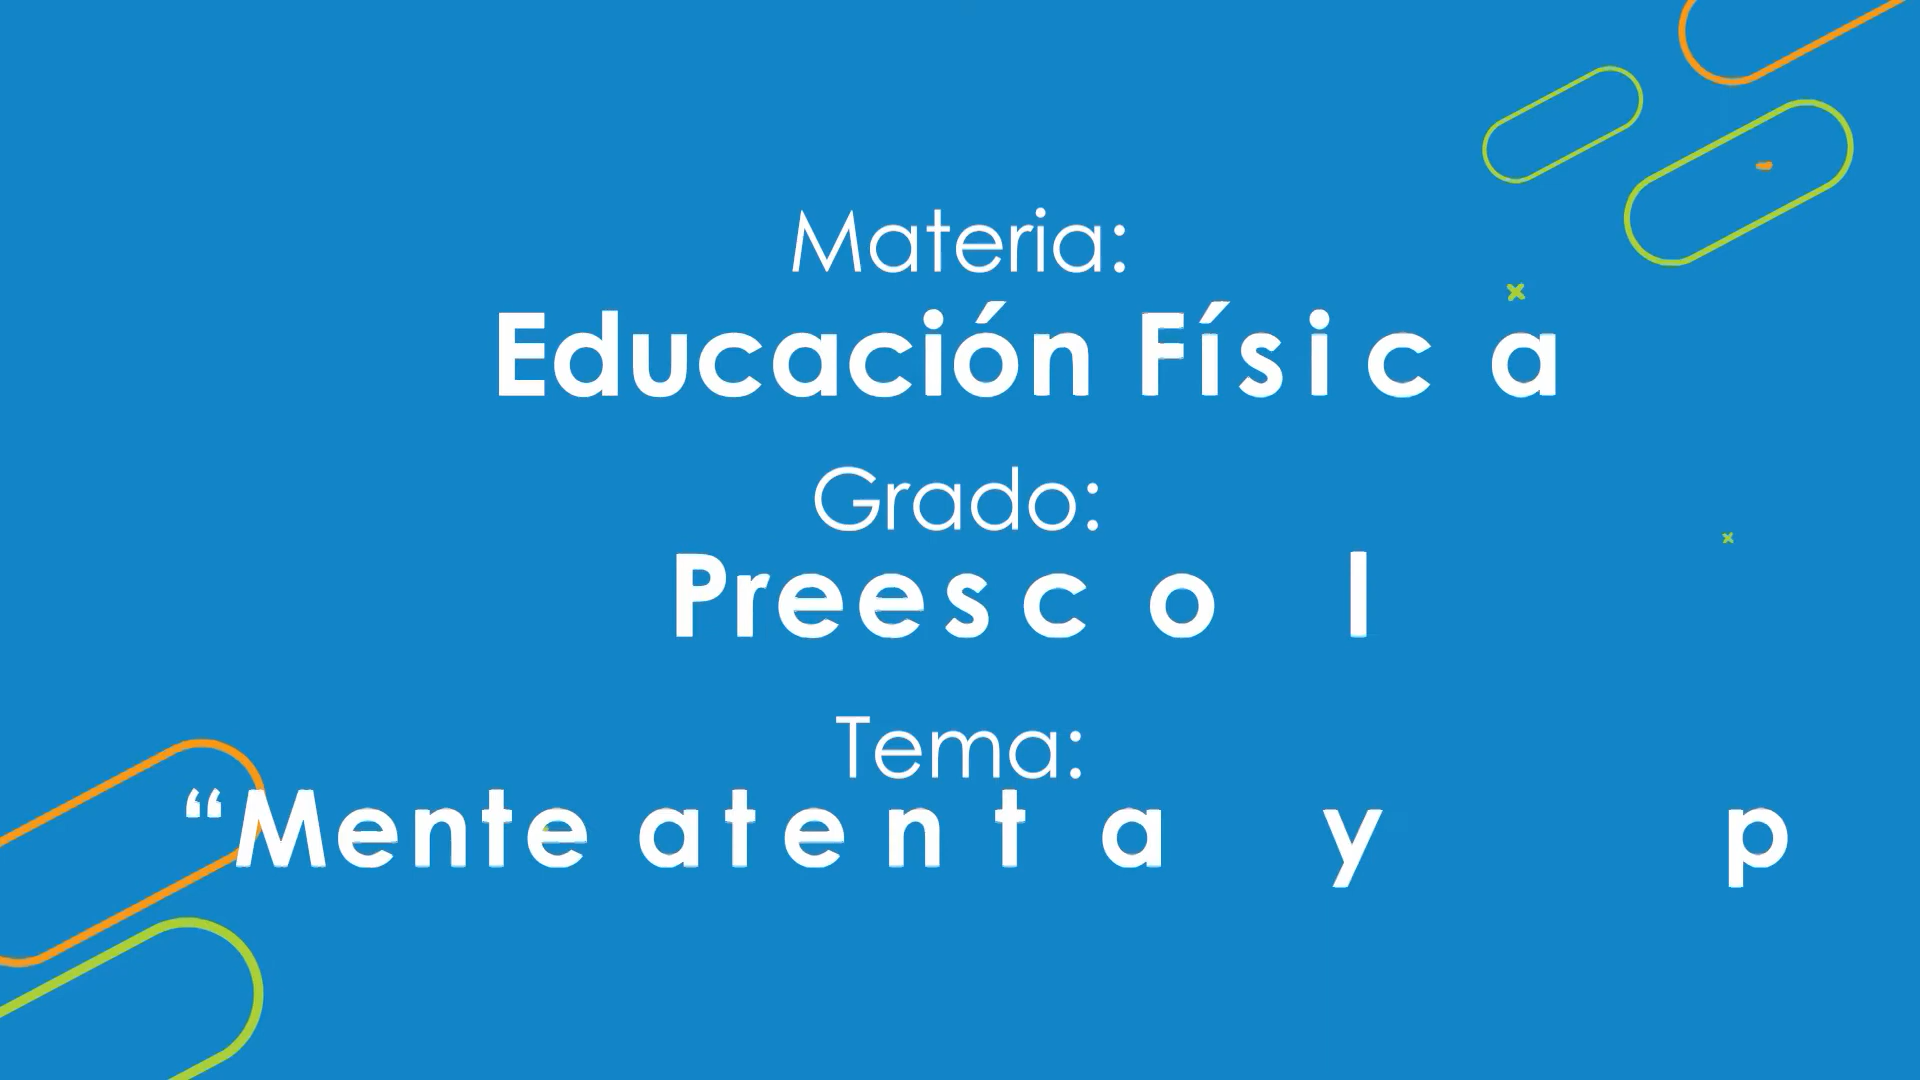 Materia:
Educación Física
Grado:
Preescol
Tema:
“Mente atenta y p